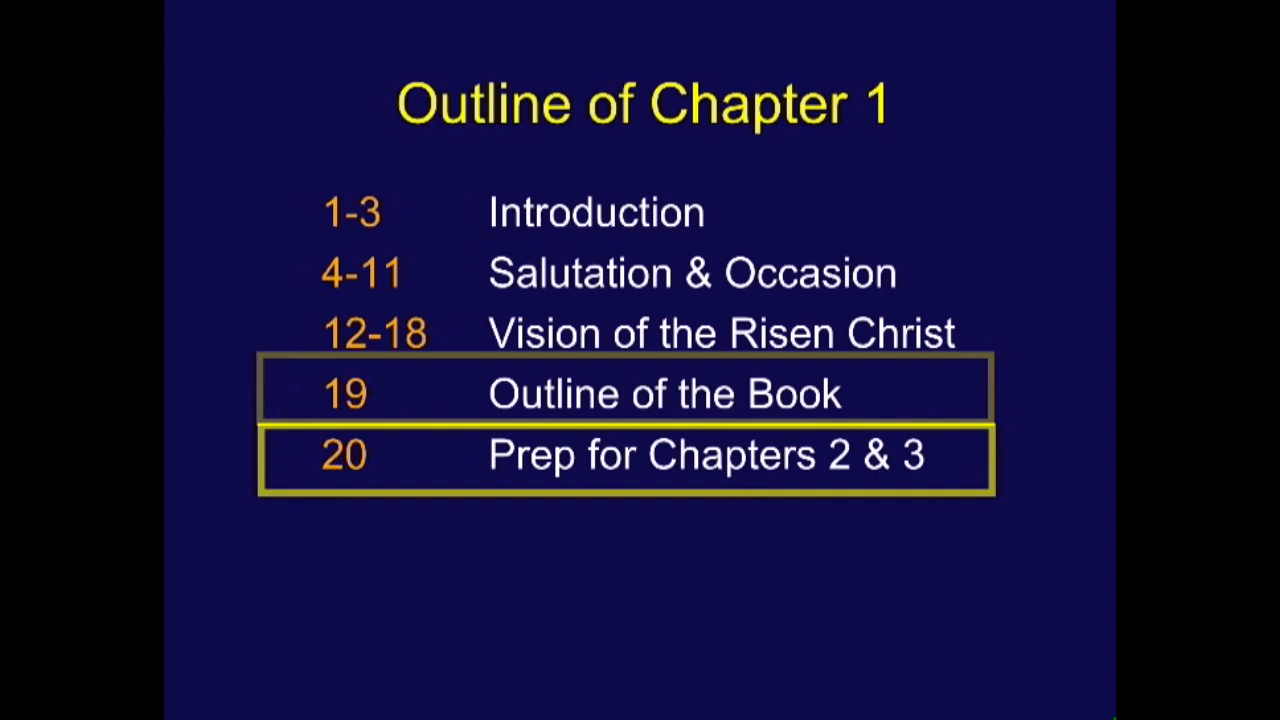 Outline of Chapter 1
1-3 Introduction
4-11 Salutation & Occasion
12-18 Vision of the Risen Christ
19 Outline of the Book
20 Prep for Chapters 2 & 3